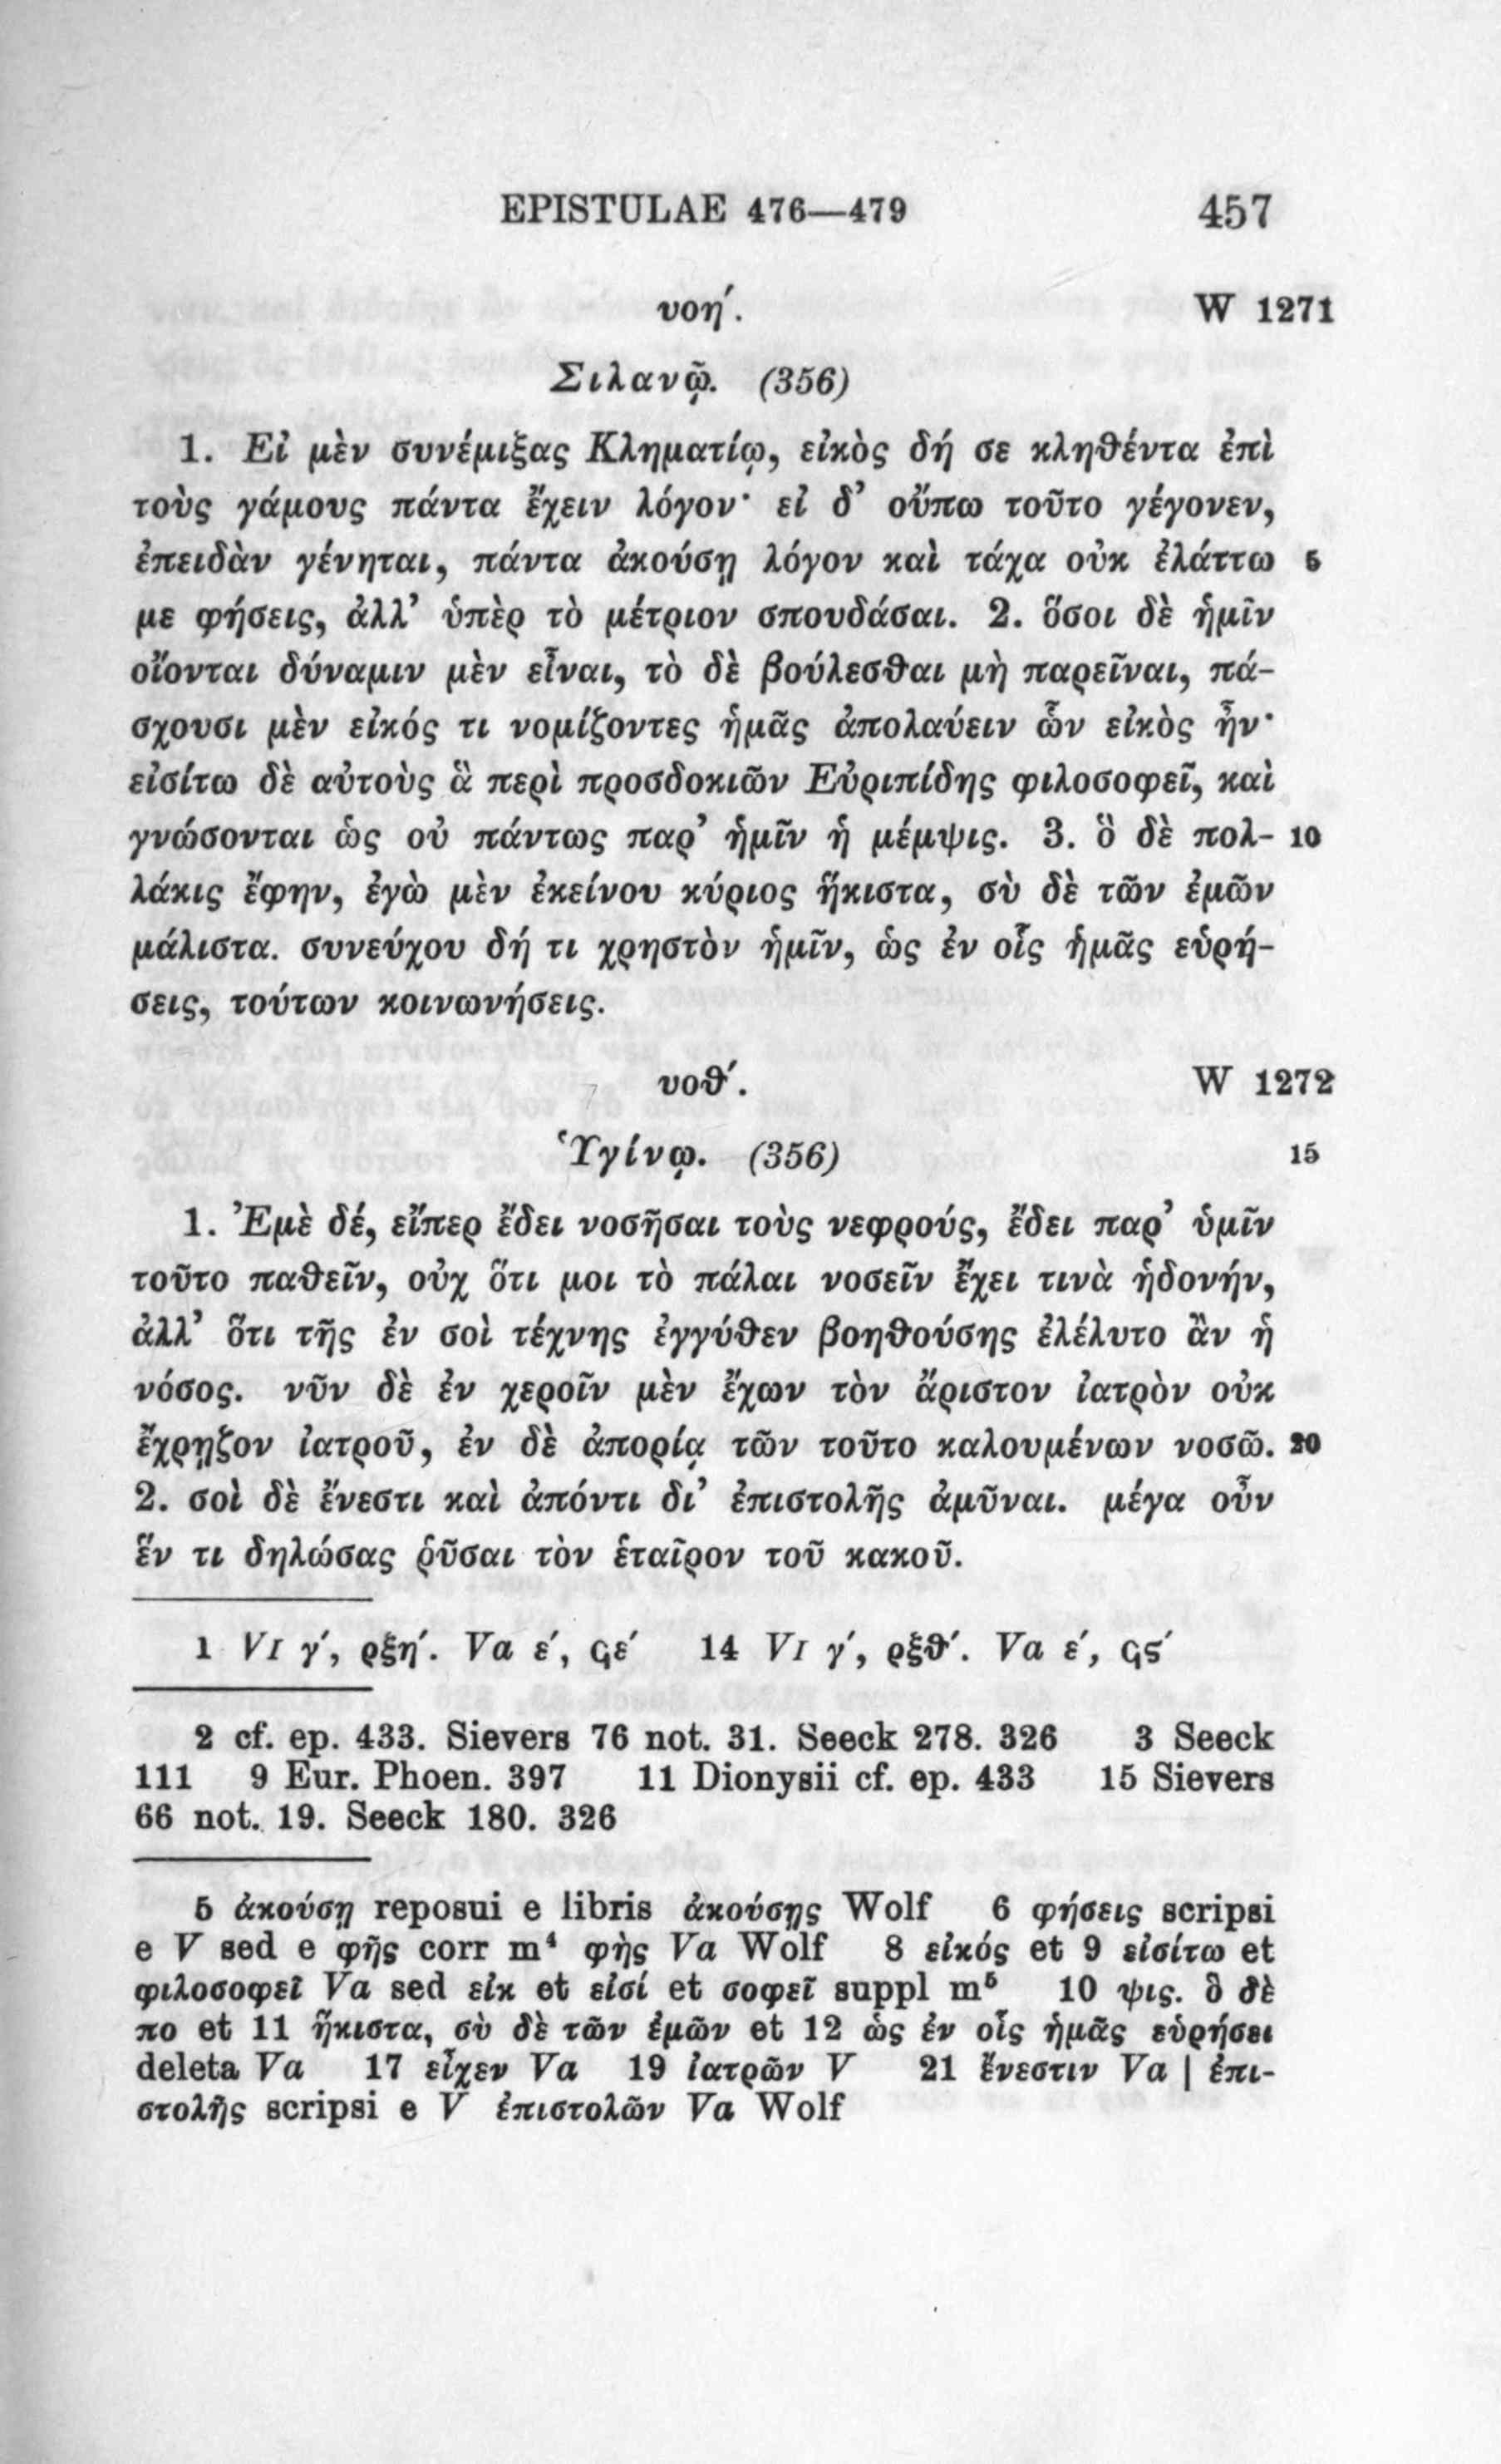 EPISTULAE 476—479 457
υοη΄. W 1271
Σιλανῷ. (356)
1. Εἰ μὲν συνέμιξας Κληματίῳ, εἰκὸς δή σε κληθέντα ἐπὶ
τοὺς γάμους πάντα ἔχειν λόγον· εἰ δ’ οὔπω τοῦτο γέγονεν,
ἐπειδὰν γένηται, πάντα ἀκούσῃ λόγον καὶ τάχα οὐκ ἐλάττω 5
με φήσεις, ἀλλ’ ὑπὲρ τὸ μέτριον σπουδάσαι. 2. ὅσοι δὲ ἡμῖν
οἴονται δύναμιν μὲν εἶναι, τὸ δὲ βούλεσθαι μὴ παρεῖναι, πά-
σχουσι μὲν εἰκός τι νομίζοντες ἡμᾶς ἀπολαύειν ὧν εἰκὸς ἦν·
εἰσίτω δὲ αὐτοὺς ἃ περὶ προσδοκιῶν Εὐριπίδης φιλοσοφεῖ, καὶ
γνώσονται ὡς οὐ πάντως παρ’ ἡμῖν ἡ μέμψις. 3. ὃ δὲ πολ- 10
λάκις ἔφην, ἐγὼ μὲν ἐκείνου κύριος ἥκιστα, σὺ δὲ τῶν ἐμῶν
μάλιστα. συνεύχου δή τι χρηστὸν ἡμῖν, ὡς ἐν οἷς ἡμᾶς εὑρή-
σεις, τούτων κοινωνήσεις.
υοθ΄. W 1272
Ὑγίνῳ. (356) 15
1. Ἐμὲ δέ, εἴπερ ἔδει νοσῆσαι τοὺς νεφρούς, ἔδει παρ’ ὑμῖν
τοῦτο παθεῖν, οὐχ ὅτι μοι τὸ πάλαι νοσεῖν ἔχει τινὰ ἡδονήν,
ἀλλ’ ὅτι τῆς ἐν σοὶ τέχνης ἐγγύθεν βοηθούσης ἐλέλυτο ἂν ἡ
νόσος. νῦν δὲ ἐν χεροῖν μὲν ἔχων τὸν ἄριστον ἰατρὸν οὐκ
ἔχρῃζον ἰατροῦ, ἐν δὲ ἀπορίᾳ τῶν τοῦτο καλουμένων νοσῶ. 20
2. σοὶ δὲ ἔνεστι καὶ ἀπόντι δι’ ἐπιστολῆς ἀμῦναι. μέγα οὖν
ἕν τι δηλώσας ῥῦσαι τὸν ἑταῖρον τοῦ κακοῦ.
1 VI γ΄, ρξη΄. Va ε΄, ϛε΄ 14 VI γ΄, ρξθ΄. Va ε΄, ϛς΄
2 cf. ep. 433. Sievers 76 not. 31. Seeck 278. 326 3 Seeck
111 9 Eur. Phoen. 397 11 Dionysii cf. ep. 433 15 Sievers
66 not. 19. Seeck 180. 326
5 ἀκούσῃ reposui e libris ἀκούσῃς Wolf 6 φήσεις scripsi
e V sed e φῇς corr m⁴ φὴς Va Wolf 8 εἰκός et 9 εἰσίτω et
φιλοσοφεῖ Va sed εἰκ et εἰσί et σοφεῖ suppl m⁵ 10 ψις. ὃ δὲ
πο et 11 ἥκιστα, σὺ δὲ τῶν ἐμῶν et 12 ὡς ἐν οἷς ἡμᾶς εὑρήσει
deleta Va 17 εἶχεν Va 19 ἰατρῶν V 21 ἔνεστιν Va | ἐπι-
στολῆς scripsi e V ἐπιστολῶν Va Wolf